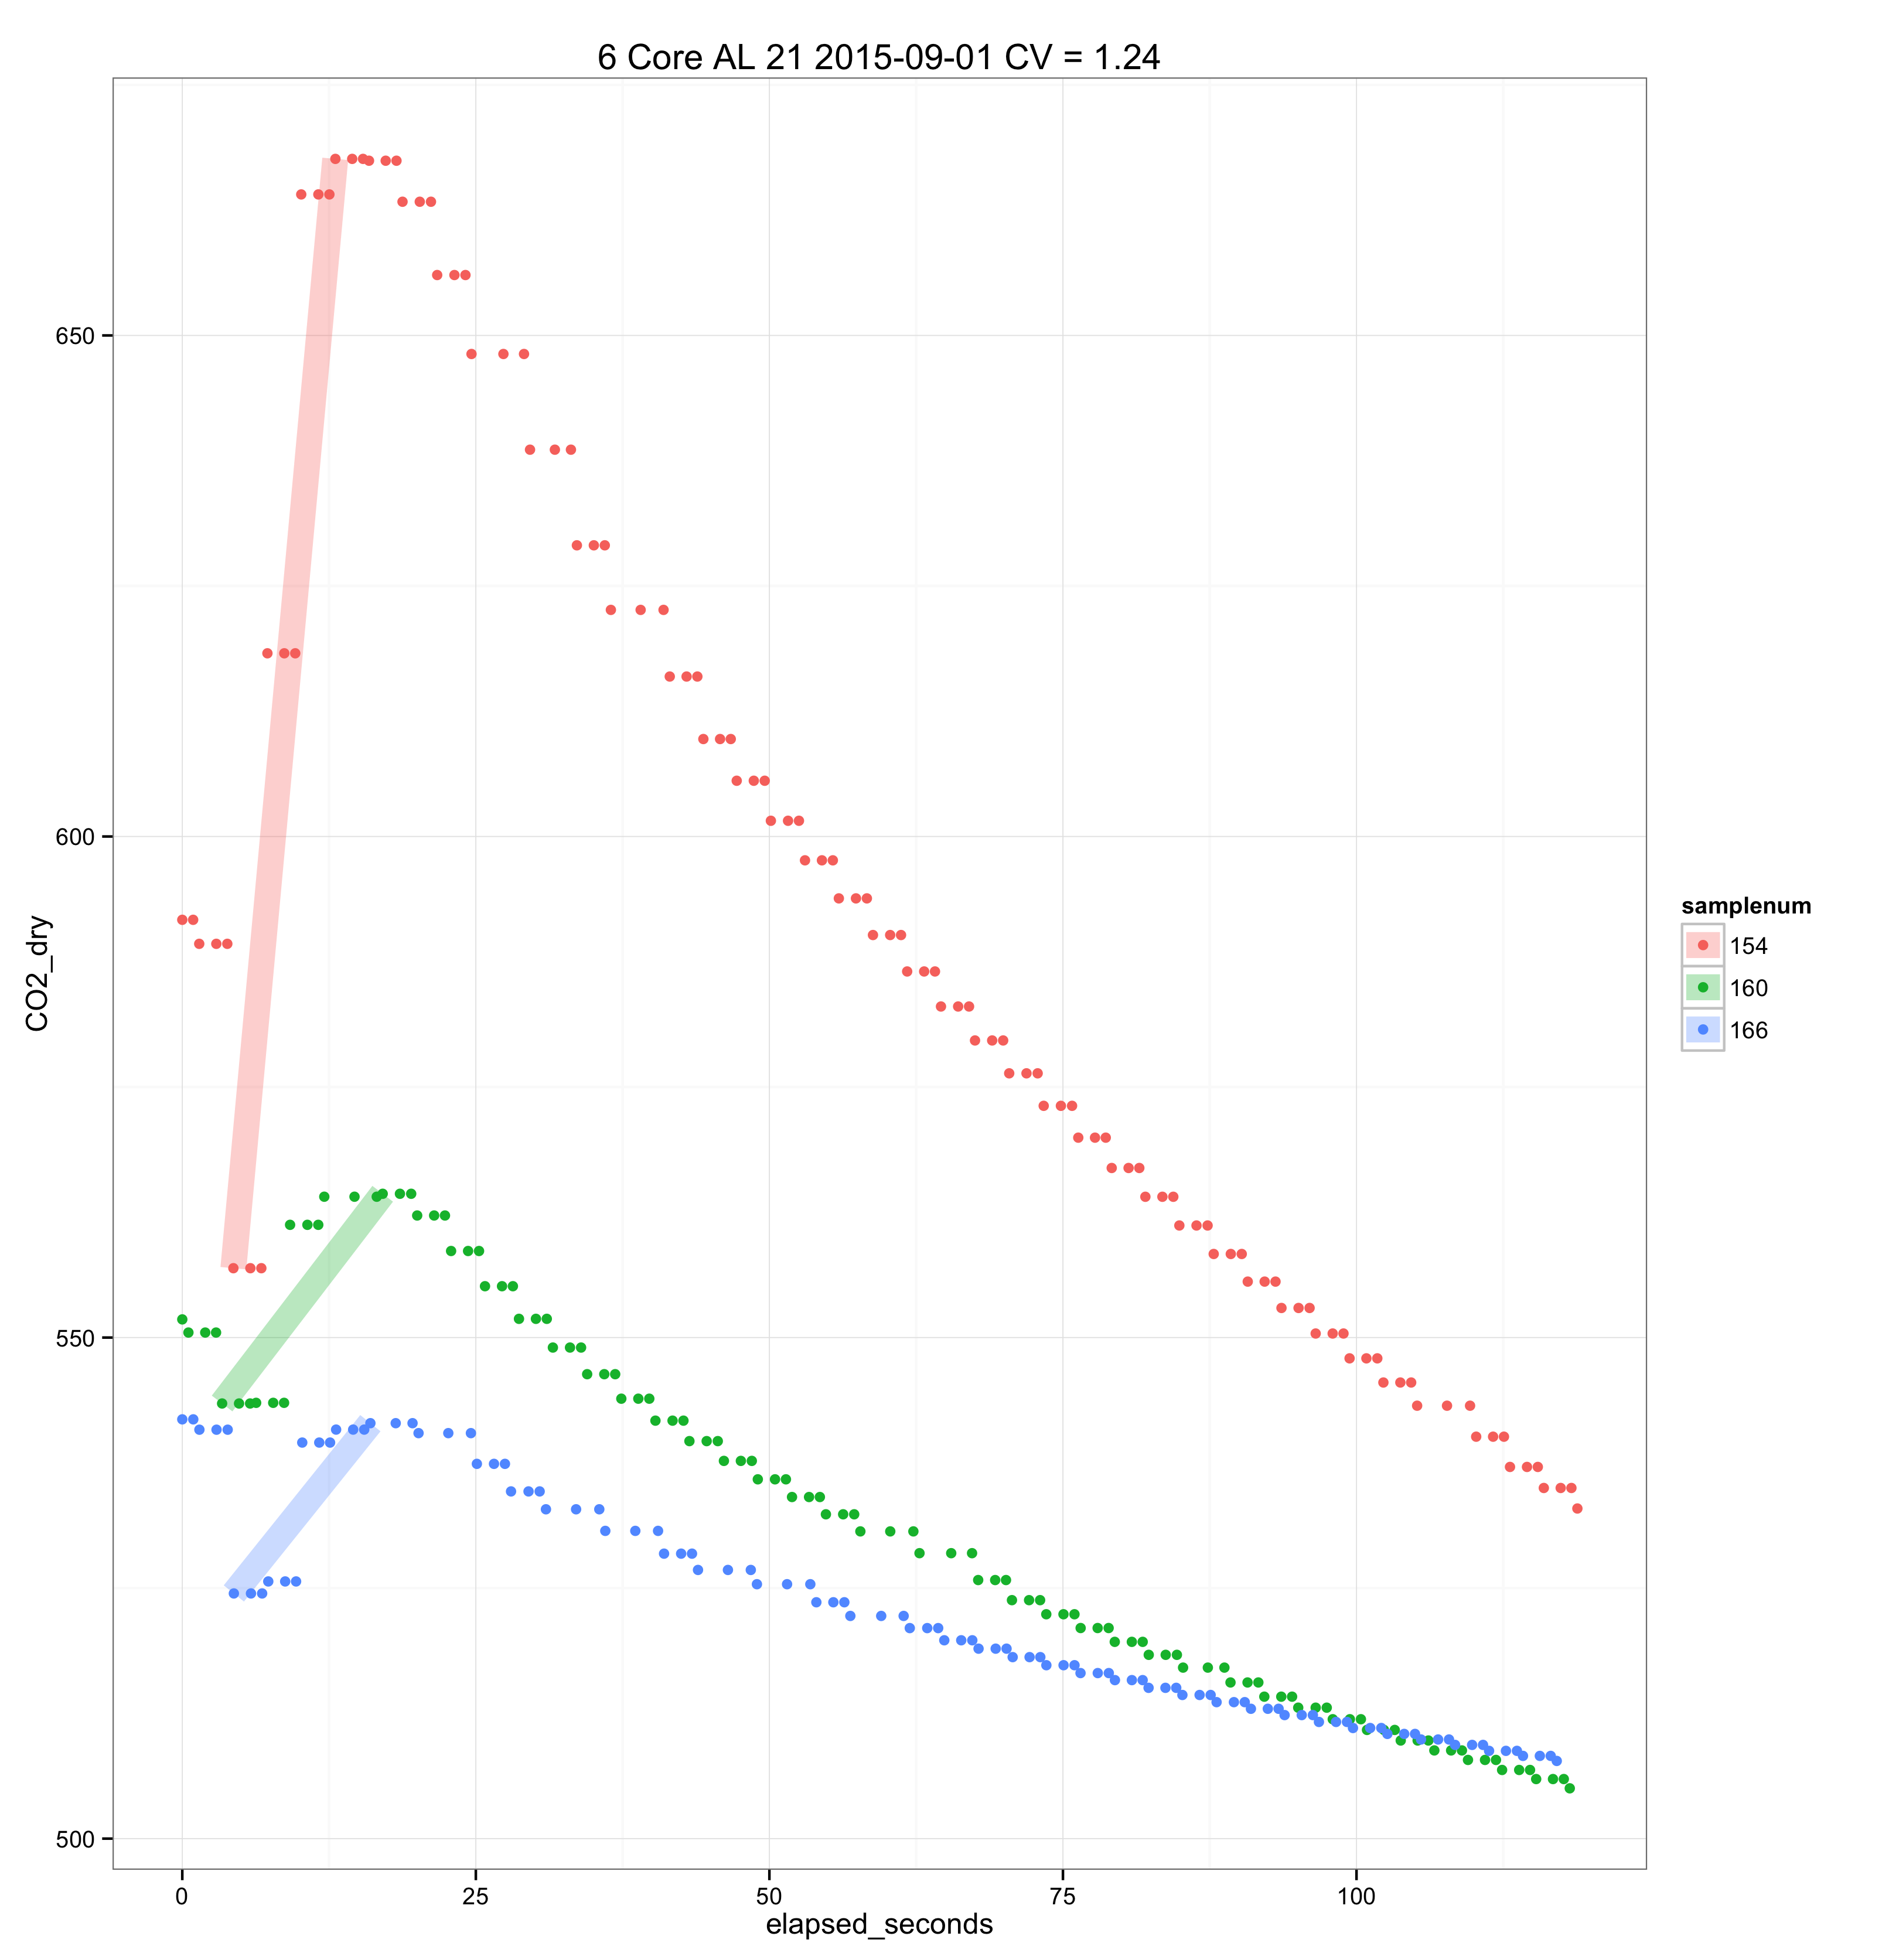 6 Core AL 21 2015-09-01 CV = 1.24
650
600
550
500
CO2_dry
0 25 50 75 100
elapsed_seconds
samplenum
154
160
166